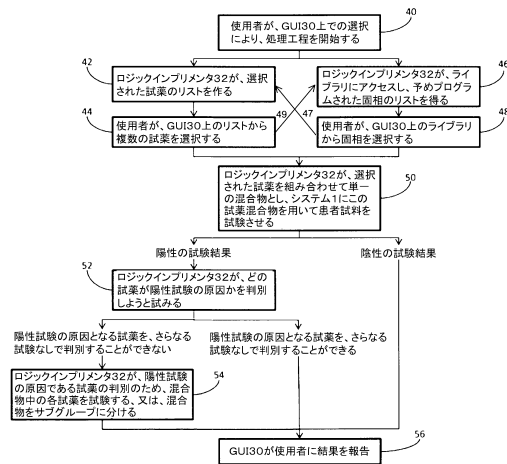 40
使用者が、GUI30上での選択
により、処理工程を開始する
42
ロジックインプリメンタ32が、選択
された試薬のリストを作る
46
ロジックインプリメンタ32が、ライ
ブラリにアクセスし、予めプログ
ラムされた固相のリストを得る
44
使用者が、GUI30上のリストから
複数の試薬を選択する
49
47
48
使用者が、GUI30上のライブラリ
から固相を選択する
50
ロジックインプリメンタ32が、選択
された試薬を組み合わせて単一
の混合物とし、システム1にこの
試薬混合物を用いて患者試料を
試験させる
陽性の試験結果
陰性の試験結果
52
ロジックインプリメンタ32が、どの
試薬が陽性試験の原因かを判別
しようと試みる
陽性試験の原因となる試薬を、さらなる
試験なしで判別することができない
陽性試験の原因となる試薬を、さらなる
試験なしで判別することができる
ロジックインプリメンタ32が、陽性試験
の原因である試薬の判別のため、混合
物中の各試薬を試験する、又は、混合
物をサブグループに分ける
54
56
GUI30が使用者に結果を報告